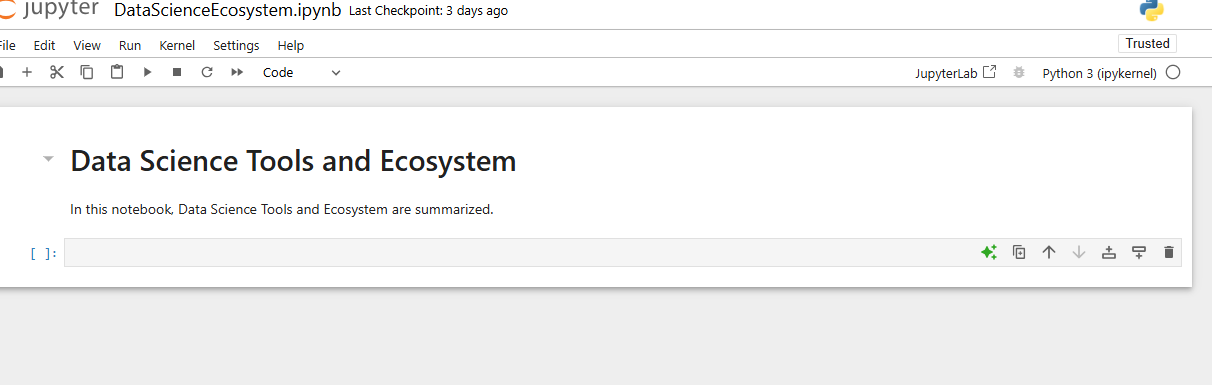 jupyter DataScienceEcosystem.ipynb Last Checkpoint: 3 days ago
File Edit View Run Kernel Settings Help Trusted
Code JupyterLab Python 3 (ipykernel)
Data Science Tools and Ecosystem
In this notebook, Data Science Tools and Ecosystem are summarized.
[ ]: